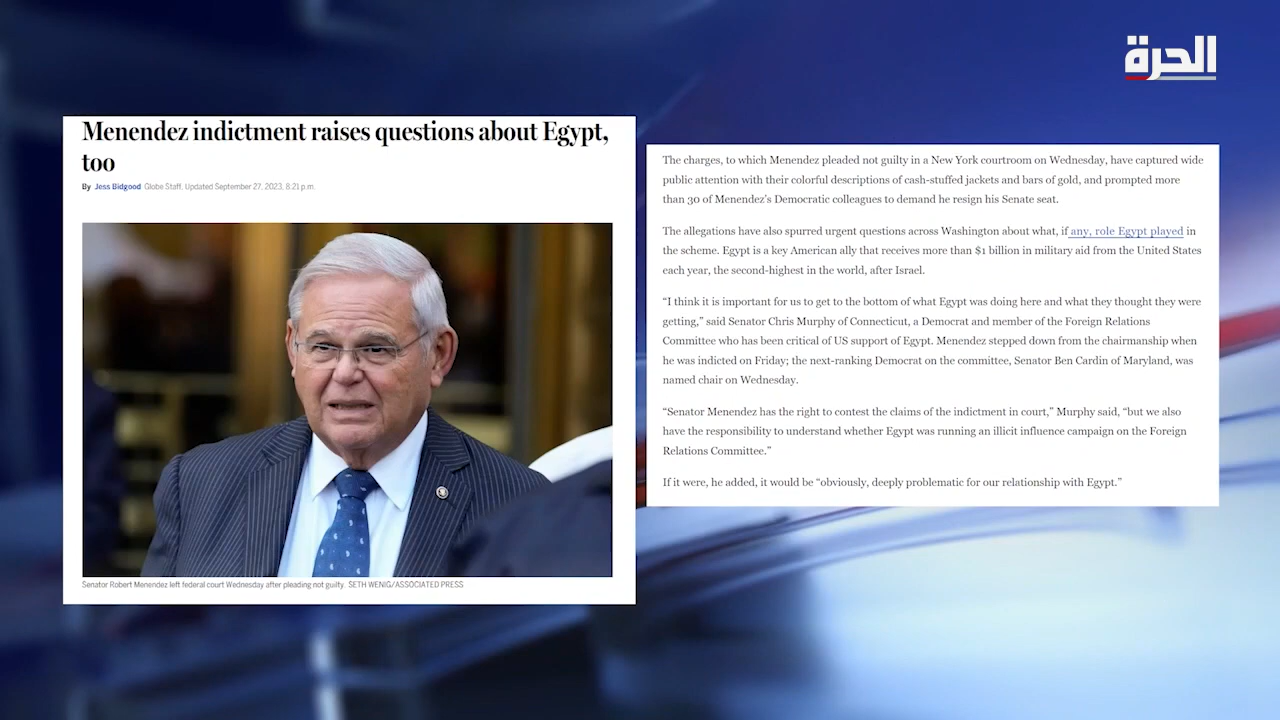 الحرة
Menendez indictment raises questions about Egypt,
too
By Jess Bidgood Globe Staff, Updated September 27, 2023, 8:21 p.m.
Senator Robert Menendez left federal court Wednesday after pleading not guilty. SETH WENIG/ASSOCIATED PRESS
The charges, to which Menendez pleaded not guilty in a New York courtroom on Wednesday, have captured wide
public attention with their colorful descriptions of cash-stuffed jackets and bars of gold, and prompted more
than 30 of Menendez's Democratic colleagues to demand he resign his Senate seat.
The allegations have also spurred urgent questions across Washington about what, if any, role Egypt played in
the scheme. Egypt is a key American ally that receives more than $1 billion in military aid from the United States
each year, the second-highest in the world, after Israel.
“I think it is important for us to get to the bottom of what Egypt was doing here and what they thought they were
getting,” said Senator Chris Murphy of Connecticut, a Democrat and member of the Foreign Relations
Committee who has been critical of US support of Egypt. Menendez stepped down from the chairmanship when
he was indicted on Friday; the next-ranking Democrat on the committee, Senator Ben Cardin of Maryland, was
named chair on Wednesday.
“Senator Menendez has the right to contest the claims of the indictment in court,” Murphy said, “but we also
have the responsibility to understand whether Egypt was running an illicit influence campaign on the Foreign
Relations Committee.”
If it were, he added, it would be “obviously, deeply problematic for our relationship with Egypt.”